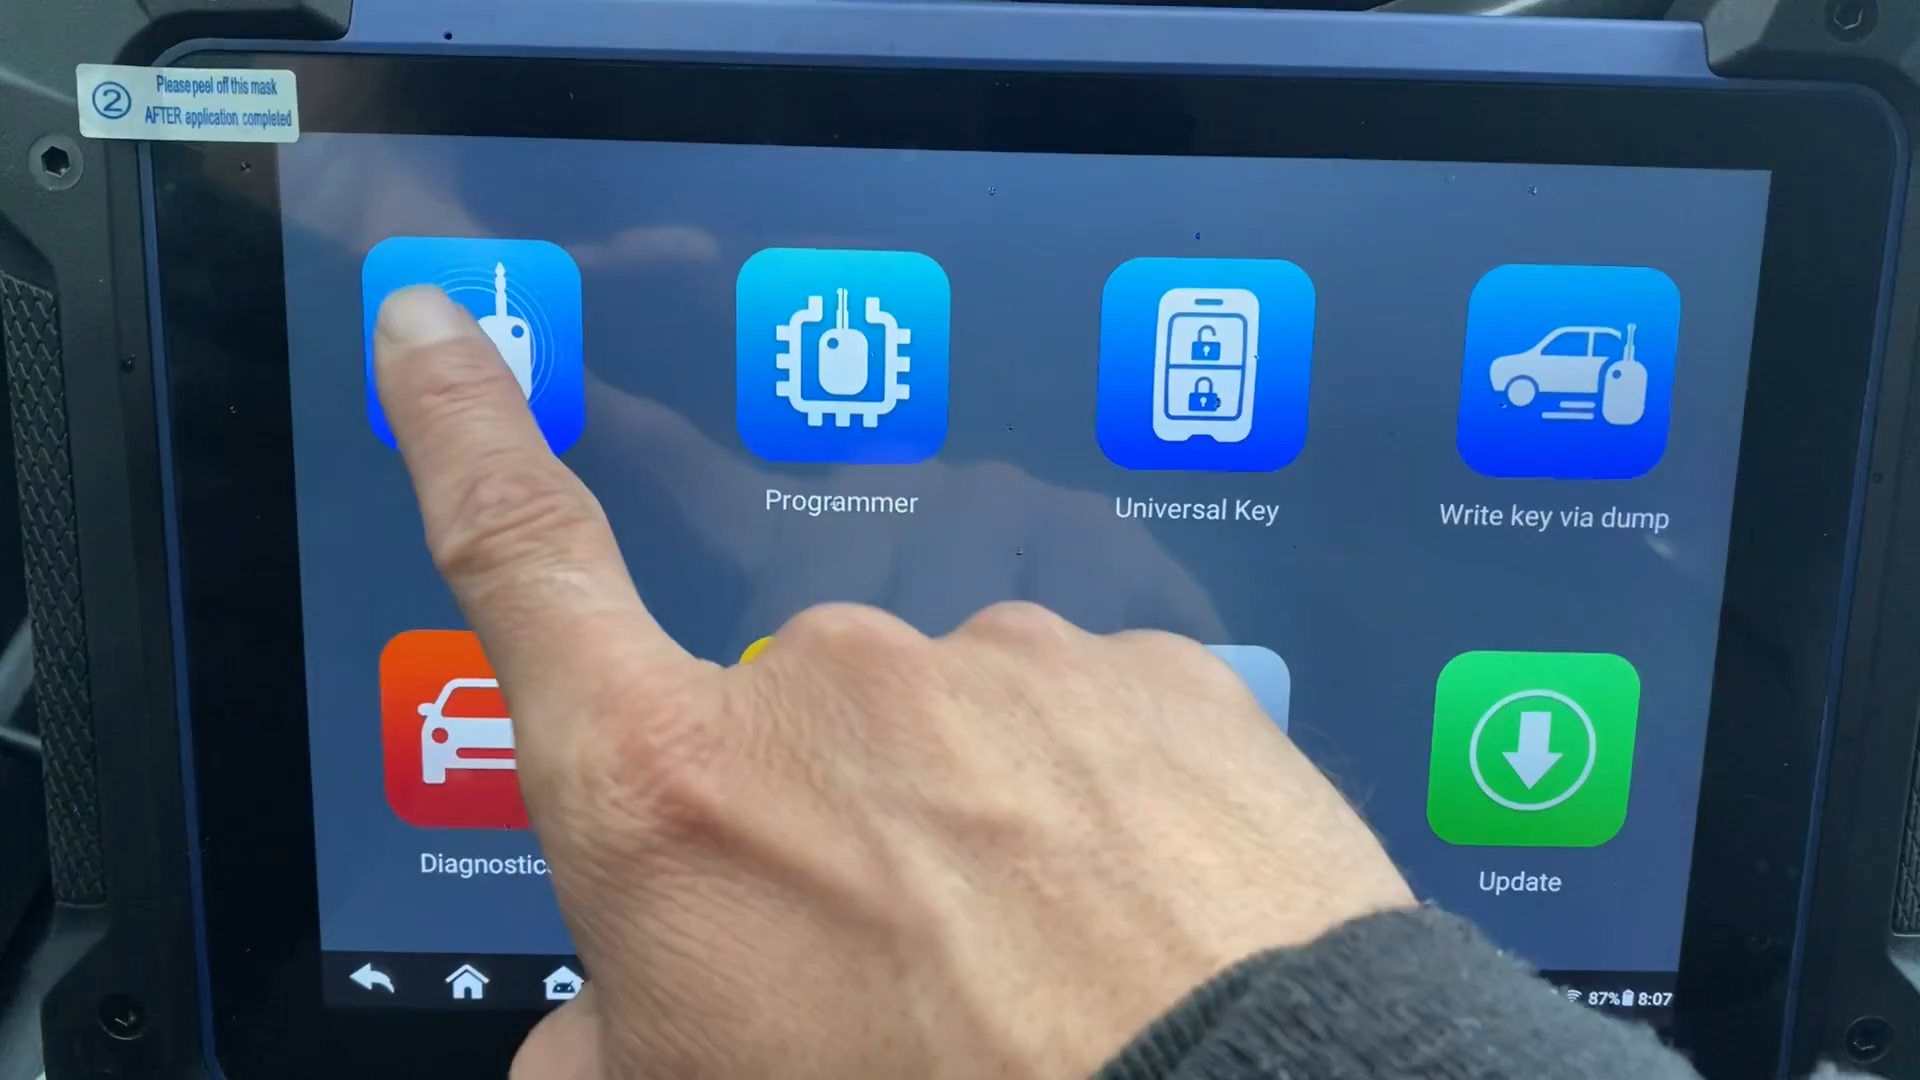 ② Please peel off this mask
AFTER application completed
Programmer
Universal Key
Write key via dump
Diagnostic
Update
87% 8:07